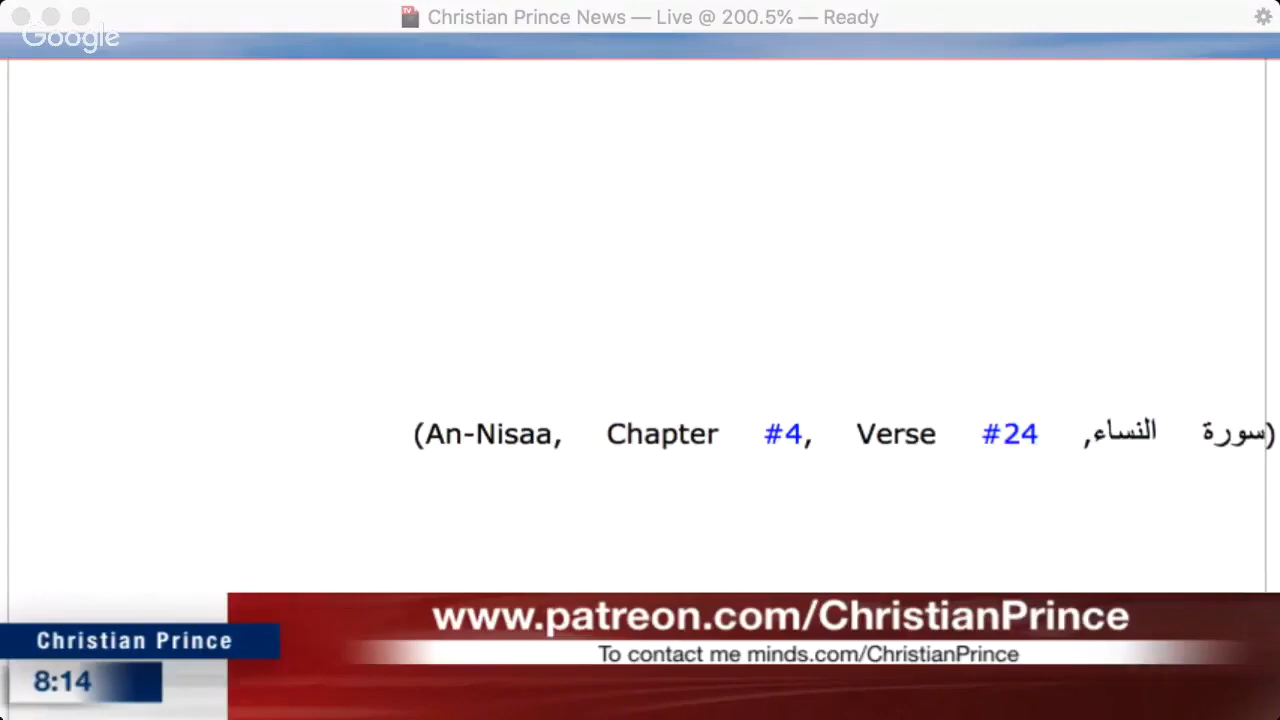 Christian Prince News — Live @ 200.5% — Ready
Google
(An-Nisaa, Chapter #4, Verse #24 سورة النساء,)
www.patreon.com/ChristianPrince
To contact me minds.com/ChristianPrince
Christian Prince
8:14